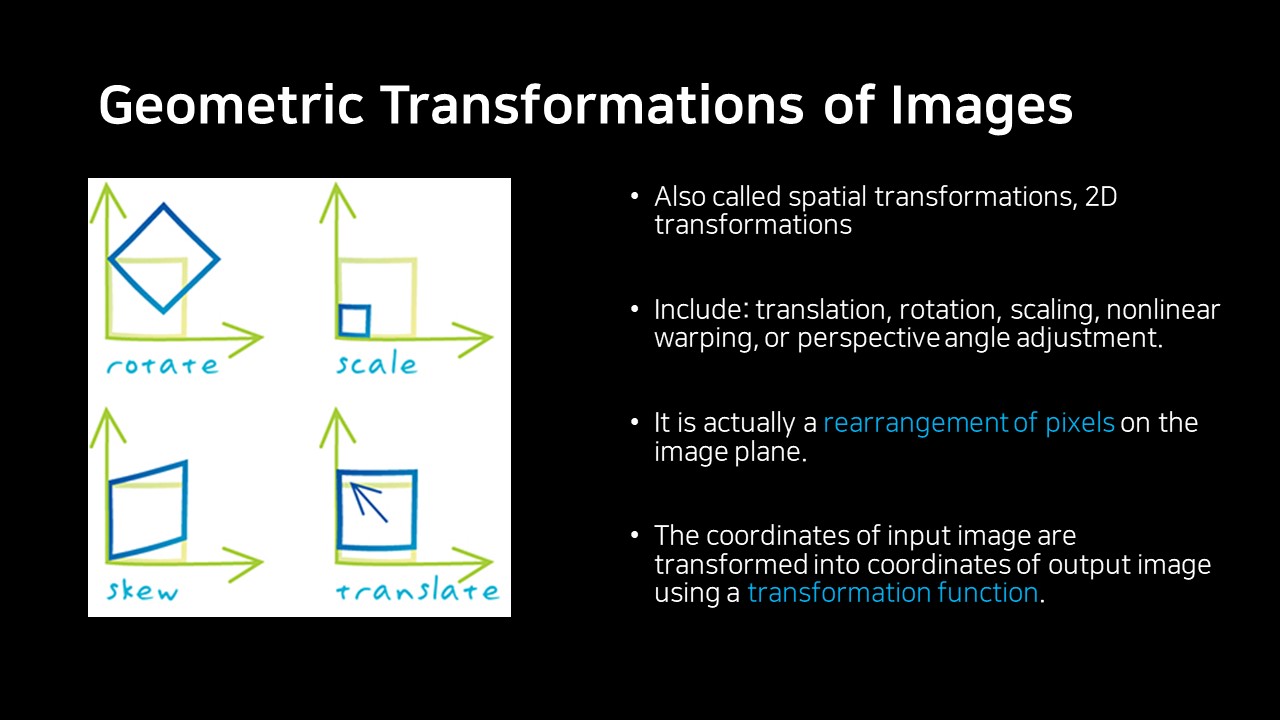 Geometric Transformations of Images
rotate
scale
skew
translate
• Also called spatial transformations, 2D
transformations
• Include: translation, rotation, scaling, nonlinear
warping, or perspective angle adjustment.
• It is actually a rearrangement of pixels on the
image plane.
• The coordinates of input image are
transformed into coordinates of output image
using a transformation function.